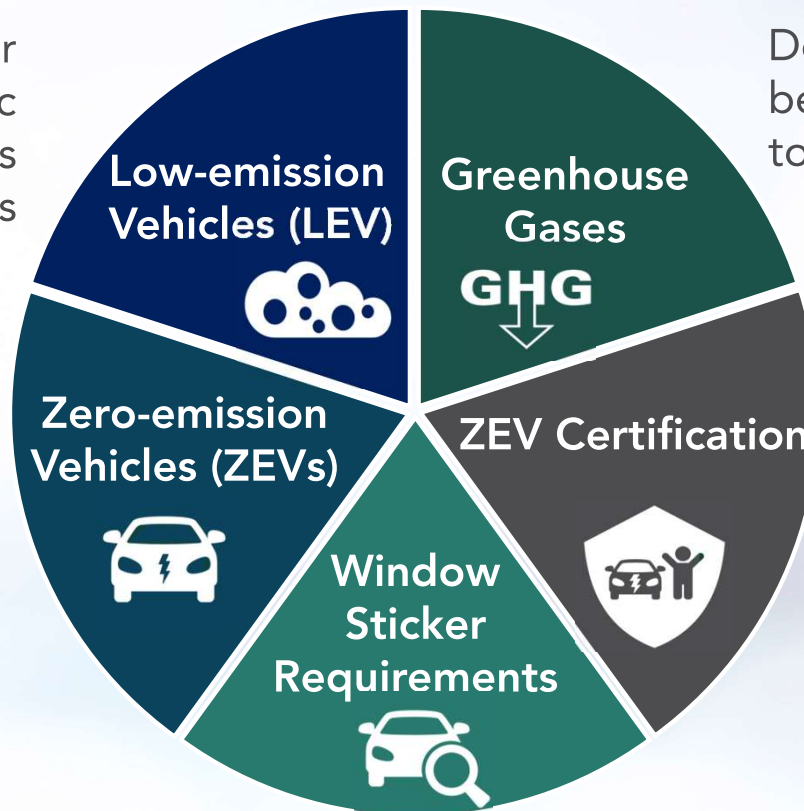 Low-emission
Vehicles (LEV)
Greenhouse
Gases
GHG
Zero-emission
Vehicles (ZEVs)
ZEV Certification
Window
Sticker
Requirements